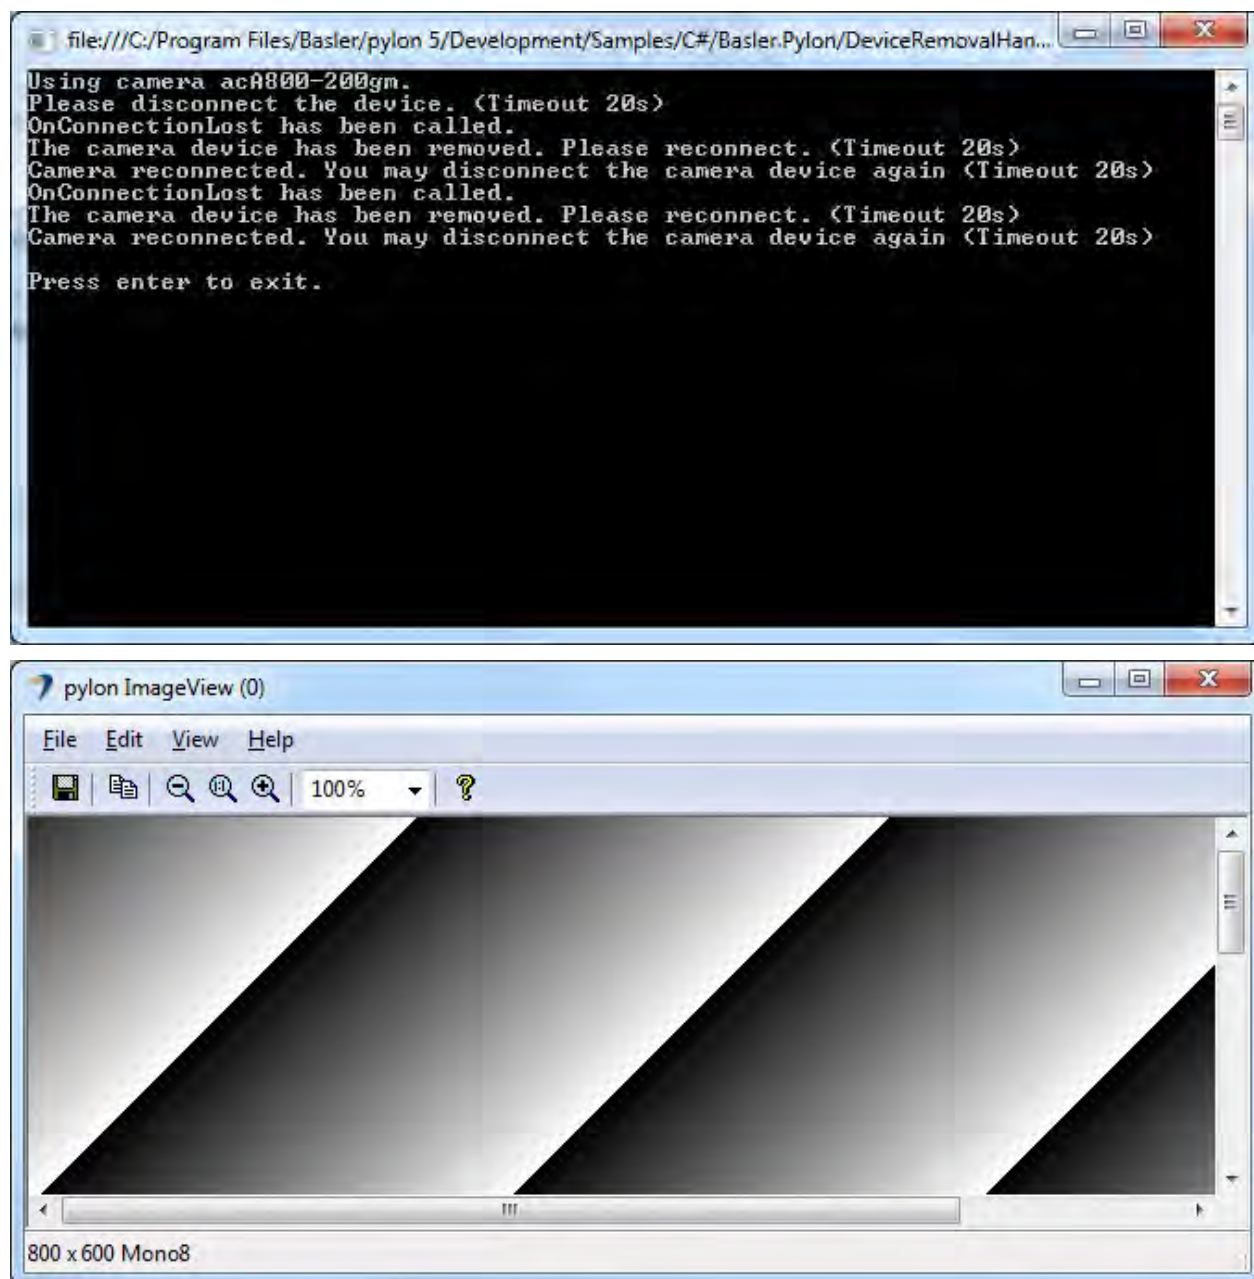 file:///C:/Program Files/Basler/pylon 5/Development/Samples/C#/Basler.Pylon/DeviceRemovalHan...
Using camera acA800-200gm.
Please disconnect the device. (Timeout 20s)
OnConnectionLost has been called.
The camera device has been removed. Please reconnect. (Timeout 20s)
Camera reconnected. You may disconnect the camera device again (Timeout 20s)
OnConnectionLost has been called.
The camera device has been removed. Please reconnect. (Timeout 20s)
Camera reconnected. You may disconnect the camera device again (Timeout 20s)
Press enter to exit.
pylon ImageView (0)
File Edit View Help
100%
800 x 600 Mono8